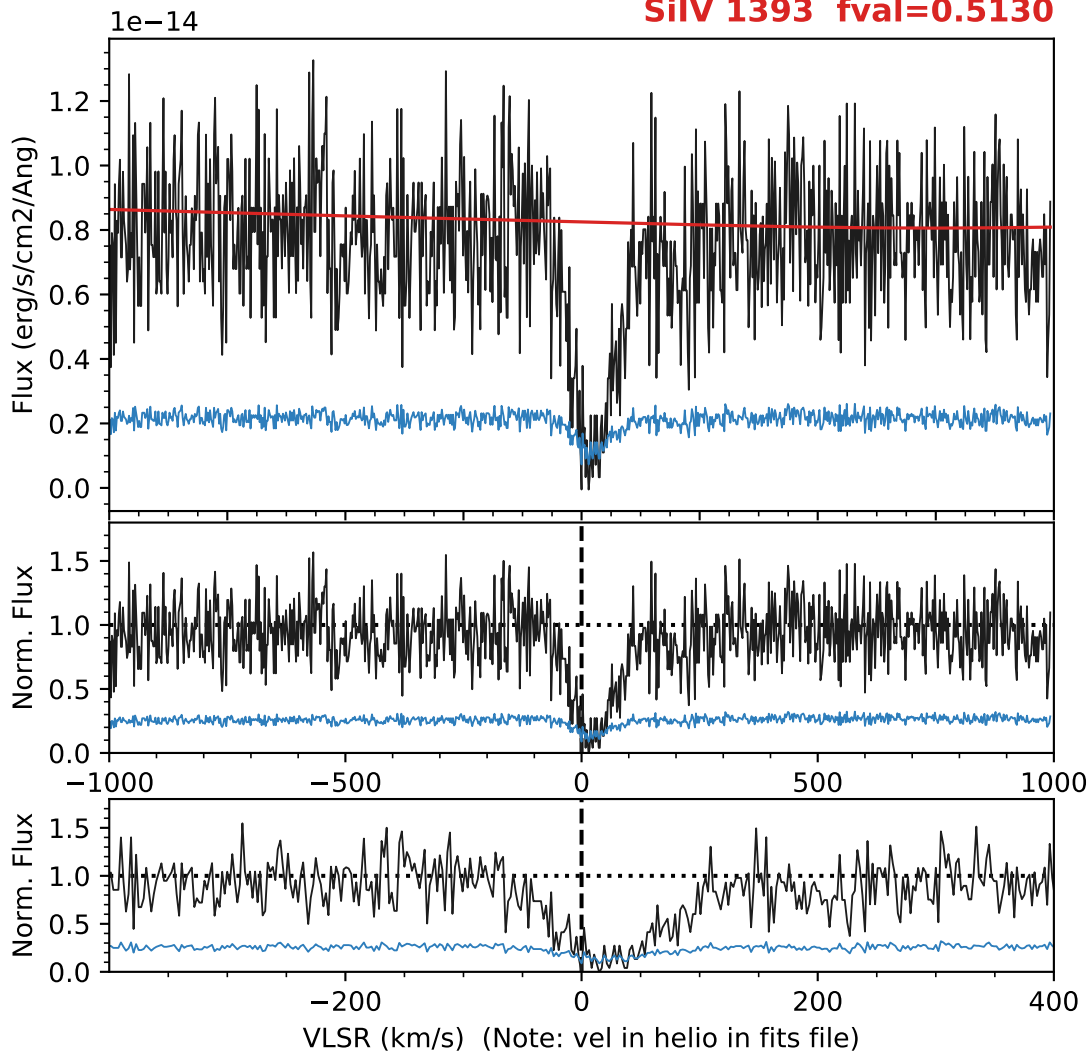 SiIV 1393 fval=0.5130
1e−14
1.2
1.0
0.8
0.6
0.4
0.2
0.0
Flux (erg/s/cm2/Ang)
1.5
1.0
0.5
0.0
Norm. Flux
−1000 −500 0 500 1000
1.5
1.0
0.5
0.0
Norm. Flux
−200 0 200 400
VLSR (km/s) (Note: vel in helio in fits file)